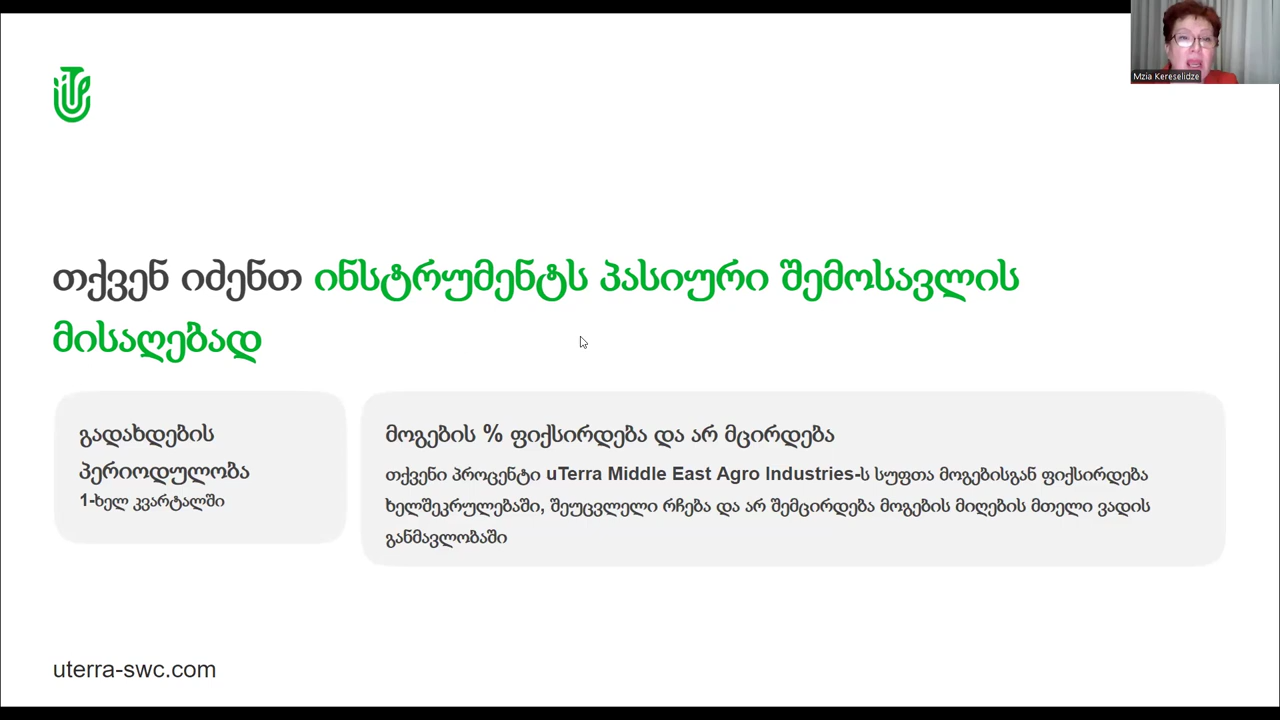 Mzia Kereselidze
თქვენ იძენთ ინსტრუმენტს პასიური შემოსავლის
მისაღებად
გადახდების
პერიოდულობა
1-ხელ კვარტალში
მოგების % ფიქსირდება და არ მცირდება
თქვენი პროცენტი uTerra Middle East Agro Industries-ს სუფთა მოგებისგან ფიქსირდება
ხელშეკრულებაში, შეუცვლელი რჩება და არ შემცირდება მოგების მიღების მთელი ვადის
განმავლობაში
uterra-swc.com